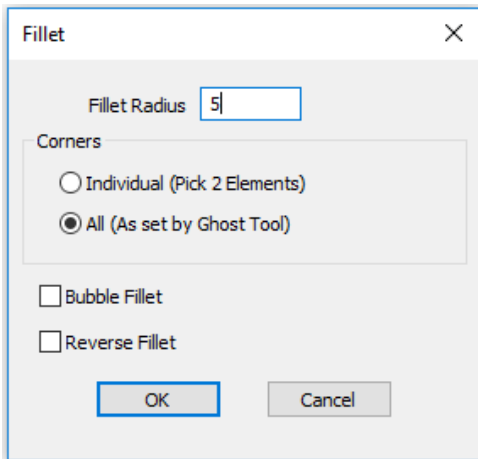 Fillet
Fillet Radius 5
Corners
Individual (Pick 2 Elements)
All (As set by Ghost Tool)
Bubble Fillet
Reverse Fillet
OK Cancel